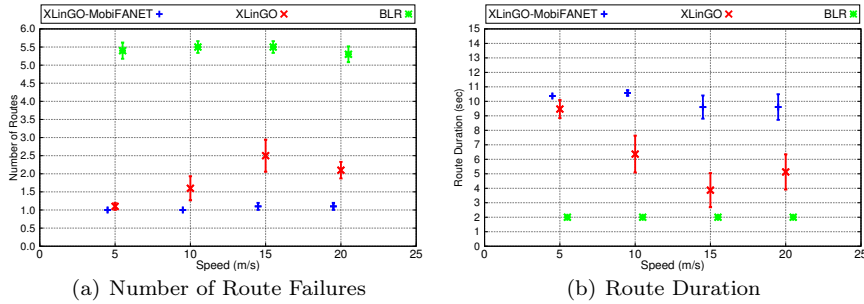 XLinGO-MobiFANET XLinGO BLR
6.0
5.5
5.0
4.5
4.0
3.5
3.0
2.5
2.0
1.5
1.0
0.5
0.0
Number of Routes
0 5 10 15 20 25
Speed (m/s)
(a) Number of Route Failures
XLinGO-MobiFANET XLinGO BLR
15
14
13
12
11
10
9
8
7
6
5
4
3
2
1
0
Route Duration (sec)
0 5 10 15 20 25
Speed (m/s)
(b) Route Duration